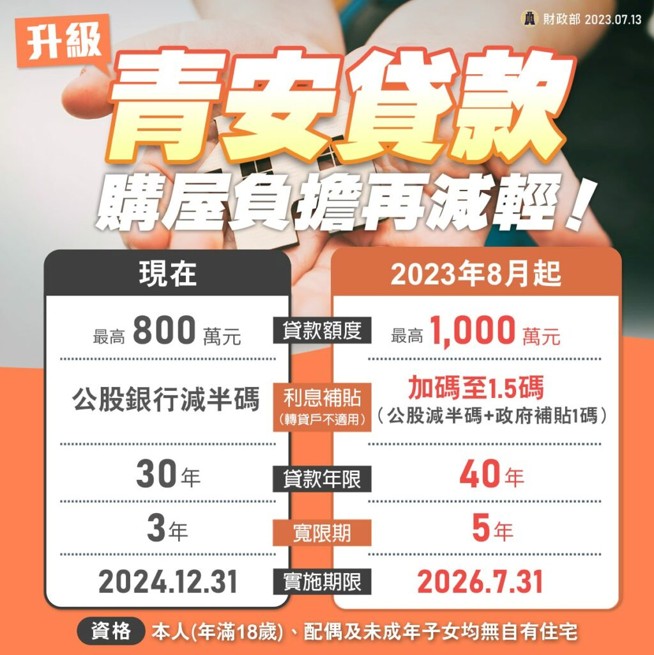 財政部 2023.07.13
升級
青安貸款
購屋負擔再減輕！
現在
2023年8月起
最高800萬元
貸款額度
最高1,000萬元
公股銀行減半碼
利息補貼
（轉貸戶不適用）
加碼至1.5碼
（公股減半碼+政府補貼1碼）
30年
貸款年限
40年
3年
寬限期
5年
2024.12.31
實施期限
2026.7.31
資格 本人(年滿18歲)、配偶及未成年子女均無自有住宅